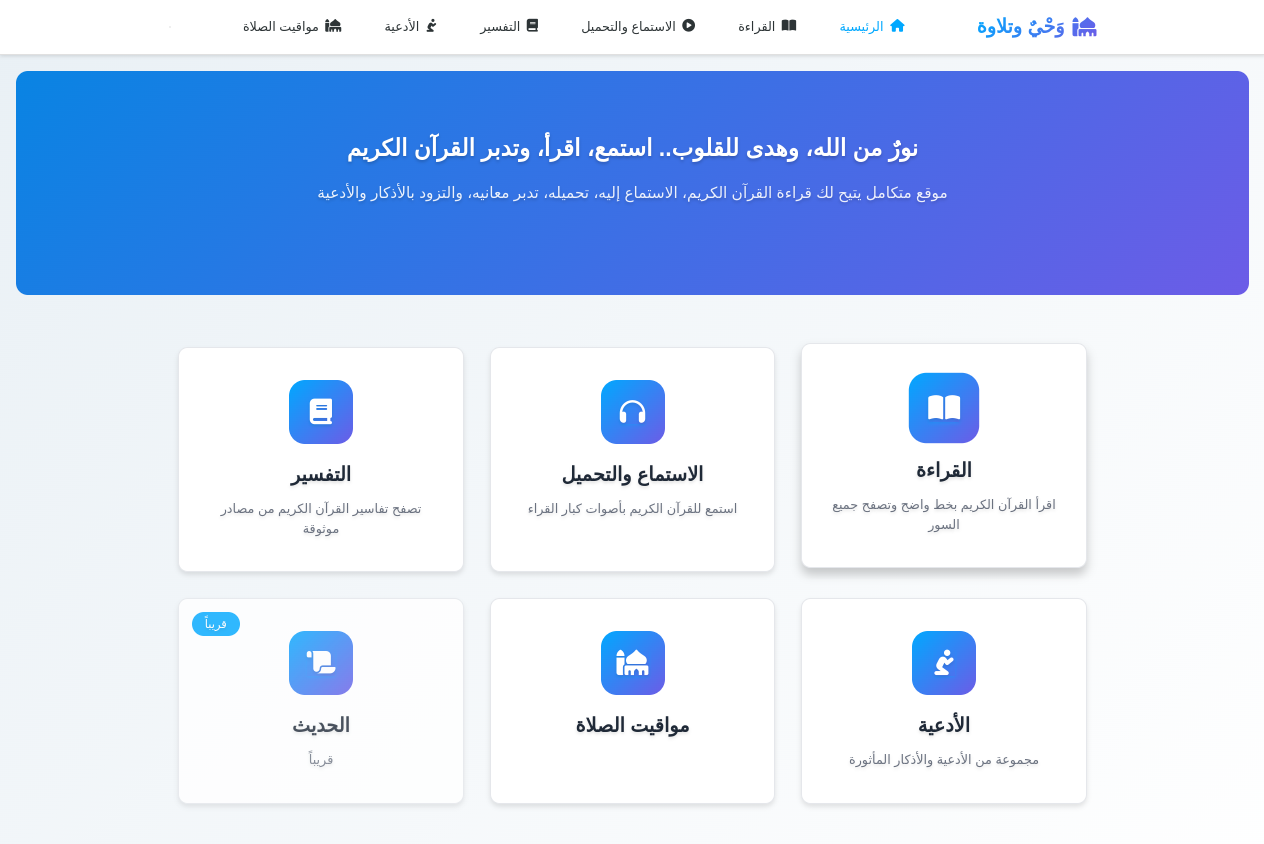 وَحْيٌ وتلاوة
الرئيسية
القراءة
الاستماع والتحميل
التفسير
الأدعية
مواقيت الصلاة
نورٌ من الله، وهدى للقلوب.. استمع، اقرأ، وتدبر القرآن الكريم
موقع متكامل يتيح لك قراءة القرآن الكريم، الاستماع إليه، تحميله، تدبر معانيه، والتزود بالأذكار والأدعية
القراءة
اقرأ القرآن الكريم بخط واضح وتصفح جميع
السور
الاستماع والتحميل
استمع للقرآن الكريم بأصوات كبار القراء
التفسير
تصفح تفاسير القرآن الكريم من مصادر
موثوقة
الأدعية
مجموعة من الأدعية والأذكار المأثورة
مواقيت الصلاة
قريباً
الحديث
قريباً